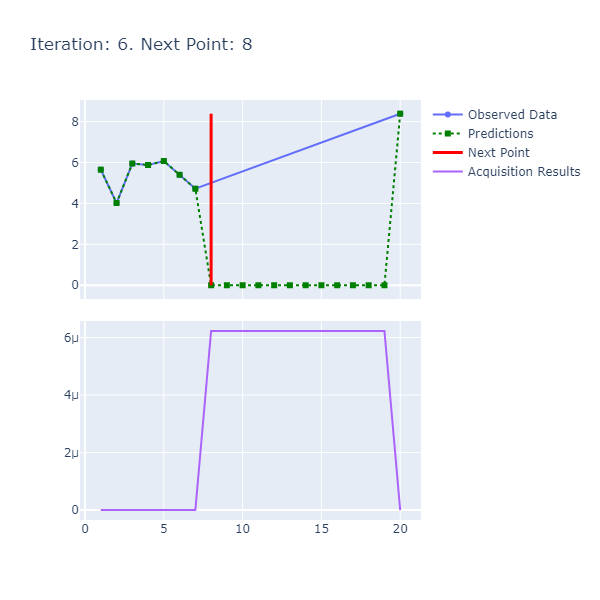 Iteration: 6. Next Point: 8
Observed Data
Predictions
Next Point
Acquisition Results
8
6
4
2
0
6μ
4μ
2μ
0
0 5 10 15 20